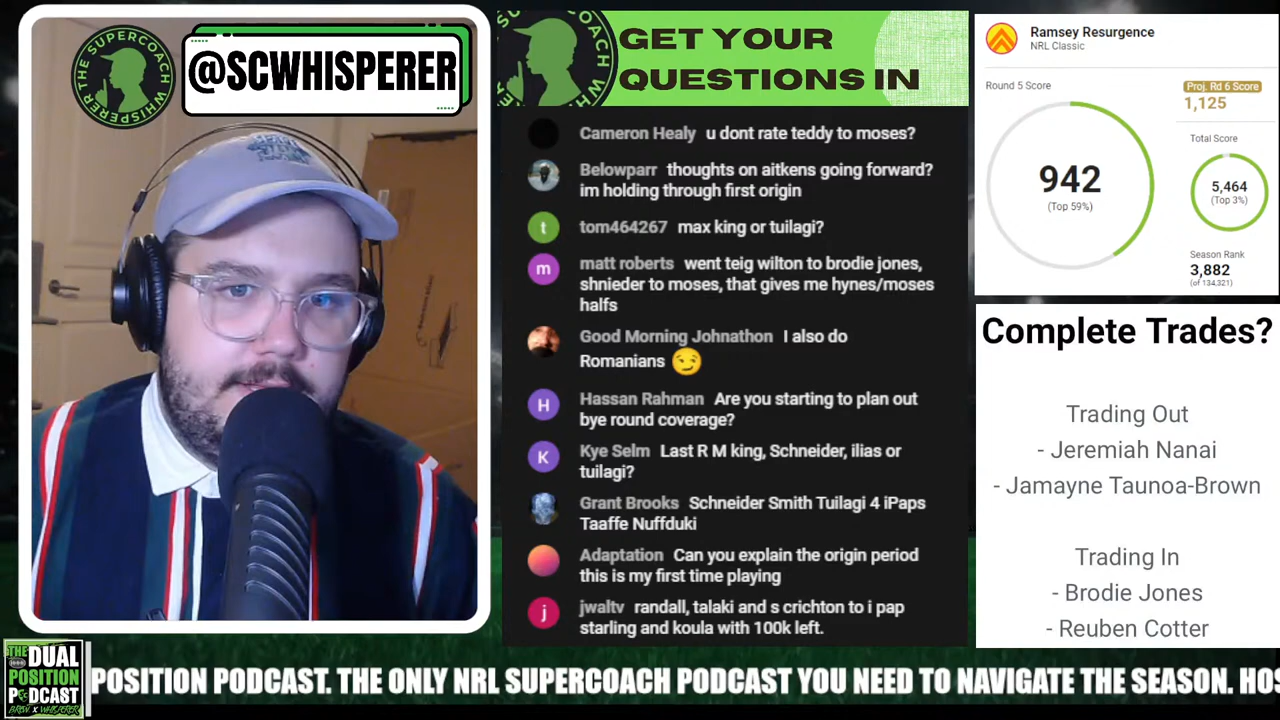 THE SUPERCOACH WHISPERER
@SCWHISPERER
GET YOUR
QUESTIONS IN
Cameron Healy u dont rate teddy to moses?
Belowparr thoughts on aitkens going forward?
im holding through first origin
t tom464267 max king or tuilagi?
m matt roberts went teig wilton to brodie jones,
shnieder to moses, that gives me hynes/moses
halfs
Good Morning Johnathon I also do
Romanians 😏
H Hassan Rahman Are you starting to plan out
bye round coverage?
K Kye Selm Last R M king, Schneider, ilias or
tuilagi?
Grant Brooks Schneider Smith Tuilagi 4 iPaps
Taaffe Nuffduki
Adaptation Can you explain the origin period
this is my first time playing
j jwaltv randall, talaki and s crichton to i pap
starling and koula with 100k left.
Ramsey Resurgence
NRL Classic
Round 5 Score
942
(Top 59%)
Proj. Rd 6 Score
1,125
Total Score
5,464
(Top 3%)
Season Rank
3,882
(of 134,321)
Complete Trades?
Trading Out
- Jeremiah Nanai
- Jamayne Taunoa-Brown
Trading In
- Brodie Jones
- Reuben Cotter
THE DUAL
POSITION
PODCAST
BREW X WHISPERER
POSITION PODCAST. THE ONLY NRL SUPERCOACH PODCAST YOU NEED TO NAVIGATE THE SEASON. HOS